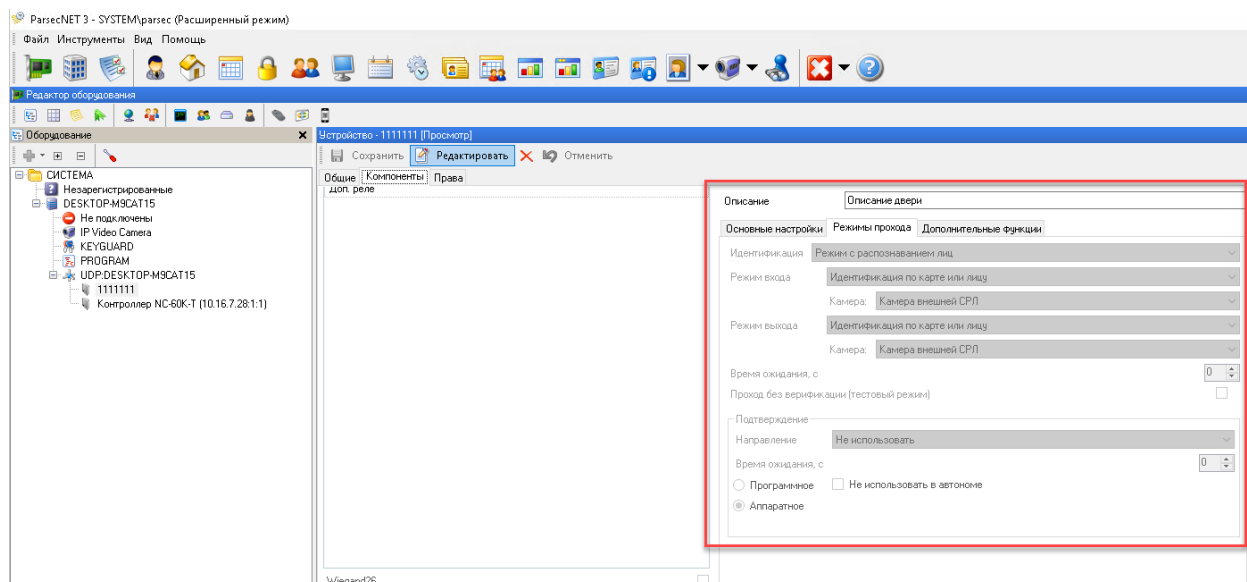 ParsecNET 3 - SYSTEM\parsec (Расширенный режим)
Файл Инструменты Вид Помощь
Редактор оборудования
Оборудование
СИСТЕМА
Незарегистрированные
DESKTOP-M9CAT15
Не подключены
IP Video Camera
KEYGUARD
PROGRAM
UDP:DESKTOP-M9CAT15
1111111
Контроллер NC-60K-T (10.16.7.28:1:1)
Устройство - 1111111 [Просмотр]
Сохранить Редактировать Отменить
Общие Компоненты Права
Доп. реле
Wiegand26
Описание Описание двери
Основные настройки Режимы прохода Дополнительные функции
Идентификация Режим с распознаванием лиц
Режим входа Идентификация по карте или лицу
Камера: Камера внешней СРЛ
Режим выхода Идентификация по карте или лицу
Камера: Камера внешней СРЛ
Время ожидания, с 0
Проход без верификации (тестовый режим)
Подтверждение
Направление Не использовать
Время ожидания, с 0
Программное Не использовать в автономе
Аппаратное